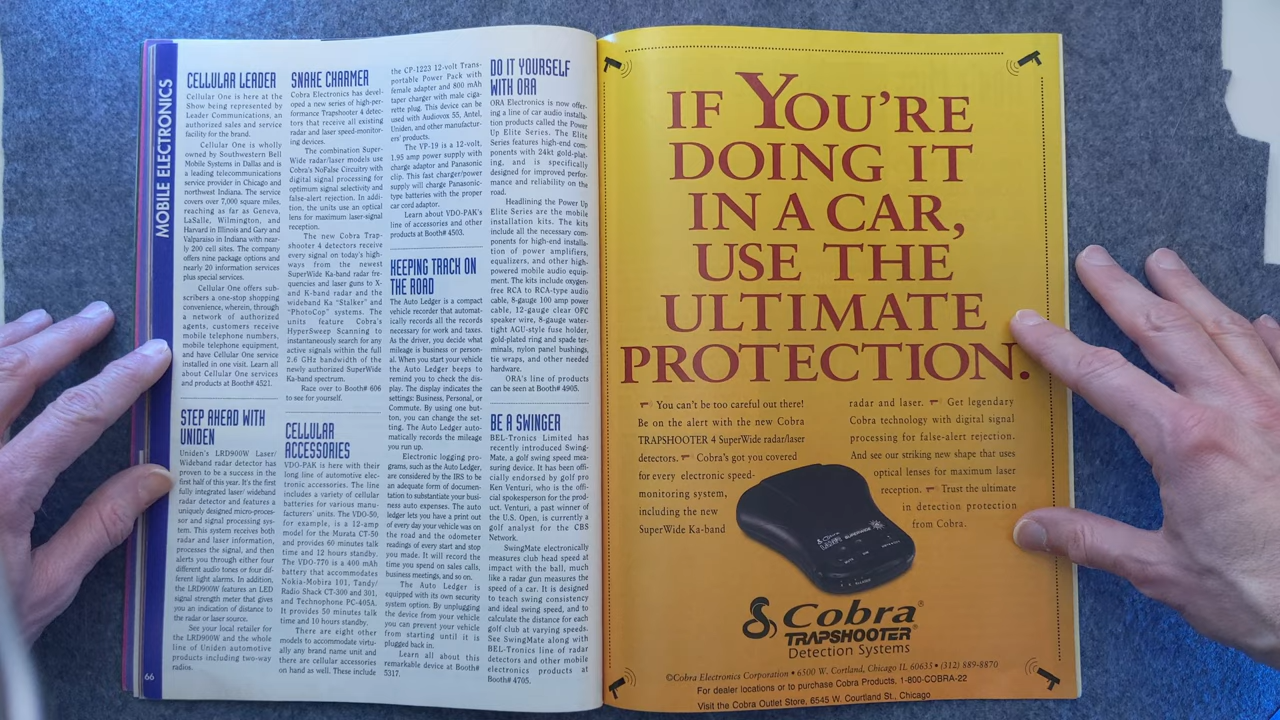 MOBILE ELECTRONICS
CELLULAR LEADER
Cellular One is here at the
Show being represented by
Leader Communications, an
authorized sales and service
facility for the brand.
Cellular One is wholly
owned by Southwestern Bell
Mobile Systems in Dallas and is
a leading telecommunications
service provider in Chicago and
northwest Indiana. The service
covers over 7,000 square miles,
reaching as far as Geneva,
LaSalle, Wilmington, and
Harvard in Illinois and Gary and
Valparaiso in Indiana with near-
ly 200 cell sites. The company
offers nine package options and
nearly 20 information services
plus special services.
Cellular One offers sub-
scribers a one-stop shopping
convenience, wherein, through
a network of authorized
agents, customers receive
mobile telephone numbers,
mobile telephone equipment,
and have Cellular One service
installed in one visit. Learn all
about Cellular One services
and products at Booth# 4521.
STEP AHEAD WITH
UNIDEN
Uniden's LRD900W Laser/
Wideband radar detector has
proven to be a success in the
first half of this year. It's the first
fully integrated laser/ wideband
radar detector and features a
uniquely designed micro-proces-
sor and signal processing sys-
tem. This system receives both
radar and laser information,
processes the signal, and then
alerts you through either four
different audio tones or four dif-
ferent light alarms. In addition,
the LRD900W features an LED
signal strength meter that gives
you an indication of distance to
the radar or laser source.
See your local retailer for
the LRD900W and the whole
line of Uniden automotive
products including two-way
radios.
66
SNAKE CHARMER
Cobra Electronics has devel-
oped a new series of high-per-
formance Trapshooter 4 detec-
tors that receive all existing
radar and laser speed-monitor-
ing devices.
The combination Super-
Wide radar/laser models use
Cobra's NoFalse Circuitry with
digital signal processing for
optimum signal selectivity and
false-alert rejection. In addi-
tion, the units use an optical
lens for maximum laser-signal
reception.
The new Cobra Trap-
shooter 4 detectors receive
every signal on today's high-
ways from the newest
SuperWide Ka-band radar fre-
quencies and laser guns to X-
and K-band radar and the
wideband Ka "Stalker" and
"PhotoCop" systems. The
units feature Cobra's
HyperSweep Scanning to
instantaneously search for any
active signals within the full
2.6 GHz bandwidth of the
newly authorized SuperWide
Ka-band spectrum.
Race over to Booth# 606
to see for yourself.
CELLULAR
ACCESSORIES
VDO-PAK is here with their
long line of automotive elec-
tronic accessories. The line
includes a variety of cellular
batteries for various manu-
facturers' units. The VDO-50,
for example, is a 12-amp
model for the Murata CT-50
and provides 60 minutes talk
time and 12 hours standby.
The VDO-770 is a 400 mAh
battery that accommodates
Nokia-Mobira 101, Tandy/
Radio Shack CT-300 and 301,
and Technophone PC-405A.
It provides 50 minutes talk
time and 10 hours standby.
There are eight other
models to accommodate virtu-
ally any brand name unit and
there are cellular accessories
on hand as well. These include
the CP-1223 12-volt Trans-
portable Power Pack with
female adapter and 800 mAh
taper charger with male ciga-
rette plug. This device can be
used with Audiovox 55, Antel,
Uniden, and other manufactur-
ers' products.
The VP-19 is a 12-volt,
1.95 amp power supply with
charge adaptor and Panasonic
clip. This fast charger/power
supply will charge Panasonic-
type batteries with the proper
car cord adaptor.
Learn about VDO-PAK's
line of accessories and other
products at Booth# 4503.
KEEPING TRACK ON
THE ROAD
The Auto Ledger is a compact
vehicle recorder that automat-
ically records all the records
necessary for work and taxes.
As the driver, you decide what
mileage is business or person-
al. When you start your vehicle
the Auto Ledger beeps to
remind you to check the dis-
play. The display indicates the
settings: Business, Personal, or
Commute. By using one but-
ton, you can change the set-
ting. The Auto Ledger auto-
matically records the mileage
you run up.
Electronic logging pro-
grams, such as the Auto Ledger,
are considered by the IRS to be
an adequate form of documen-
tation to substantiate your busi-
ness auto expenses. The auto
ledger lets you have a print out
of every day your vehicle was on
the road and the odometer
readings of every start and stop
you made. It will record the
time you spend on sales calls,
business meetings, and so on.
The Auto Ledger is
equipped with its own security
system option. By unplugging
the device from your vehicle
you can prevent your vehicle
from starting until it is
plugged back in.
Learn all about this
remarkable device at Booth#
5317.
DO IT YOURSELF
WITH ORA
ORA Electronics is now offer-
ing a line of car audio installa-
tion products called the Power
Up Elite Series. The Elite
Series features high-end com-
ponents with 24kt gold-plat-
ing, and is specifically
designed for improved perfor-
mance and reliability on the
road.
Headlining the Power Up
Elite Series are the mobile
installation kits. The kits
include all the necessary com-
ponents for high-end installa-
tion of power amplifiers,
equalizers, and other high-
powered mobile audio equip-
ment. The kits include oxygen-
free RCA to RCA-type audio
cable, 8-gauge 100 amp power
cable, 12-gauge clear OFC
speaker wire, 8-gauge water-
tight AGU-style fuse holder,
gold-plated ring and spade ter-
minals, nylon panel bushings,
tie wraps, and other needed
hardware.
ORA's line of products
can be seen at Booth# 4905.
BE A SWINGER
BEL-Tronics Limited has
recently introduced Swing-
Mate, a golf swing speed mea-
suring device. It has been offi-
cially endorsed by golf pro
Ken Venturi, who is the offi-
cial spokesperson for the prod-
uct. Venturi, a past winner of
the U.S. Open, is currently a
golf analyst for the CBS
Network.
SwingMate electronically
measures club head speed at
impact with the ball, much
like a radar gun measures the
speed of a car. It is designed
to teach swing consistency
and ideal swing speed, and to
calculate the distance for each
golf club at varying speeds.
See SwingMate along with
BEL-Tronics line of radar
detectors and other mobile
electronics products at
Booth# 4705.
IF YOU'RE
DOING IT
IN A CAR,
USE THE
ULTIMATE
PROTECTION.
You can't be too careful out there!
Be on the alert with the new Cobra
TRAPSHOOTER 4 SuperWide radar/laser
detectors. Cobra's got you covered
for every electronic speed-
monitoring system,
including the new
SuperWide Ka-band
radar and laser. Get legendary
Cobra technology with digital signal
processing for false-alert rejection.
And see our striking new shape that uses
optical lenses for maximum laser
reception. Trust the ultimate
in detection protection
from Cobra.
Cobra®
TRAPSHOOTER®
Detection Systems
©Cobra Electronics Corporation • 6500 W. Cortland, Chicago IL 60635 • (312) 889-8870
For dealer locations or to purchase Cobra Products, 1-800-COBRA-22
Visit the Cobra Outlet Store, 6545 W. Courtland St., Chicago